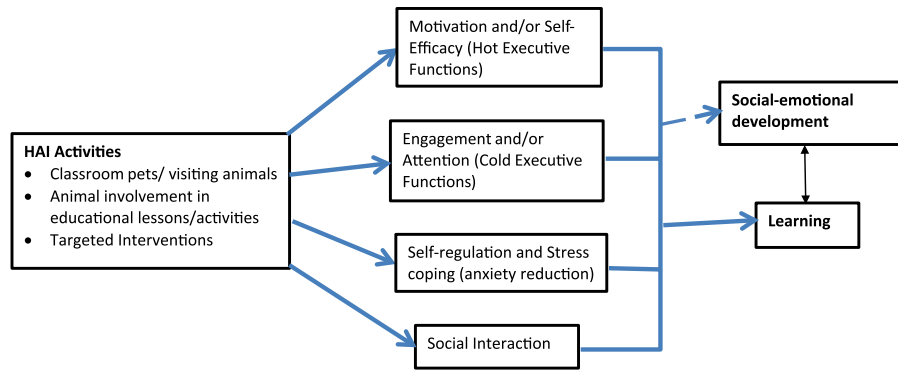 HAI Activities
• Classroom pets/ visiting animals
• Animal involvement in
educational lessons/activities
• Targeted Interventions
Motivation and/or Self-
Efficacy (Hot Executive
Functions)
Engagement and/or
Attention (Cold Executive
Functions)
Self-regulation and Stress
coping (anxiety reduction)
Social Interaction
Social-emotional
development
Learning